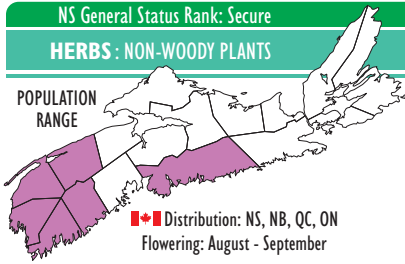 NS General Status Rank: Secure
HERBS : NON-WOODY PLANTS
POPULATION
RANGE
Distribution: NS, NB, QC, ON
Flowering: August - September